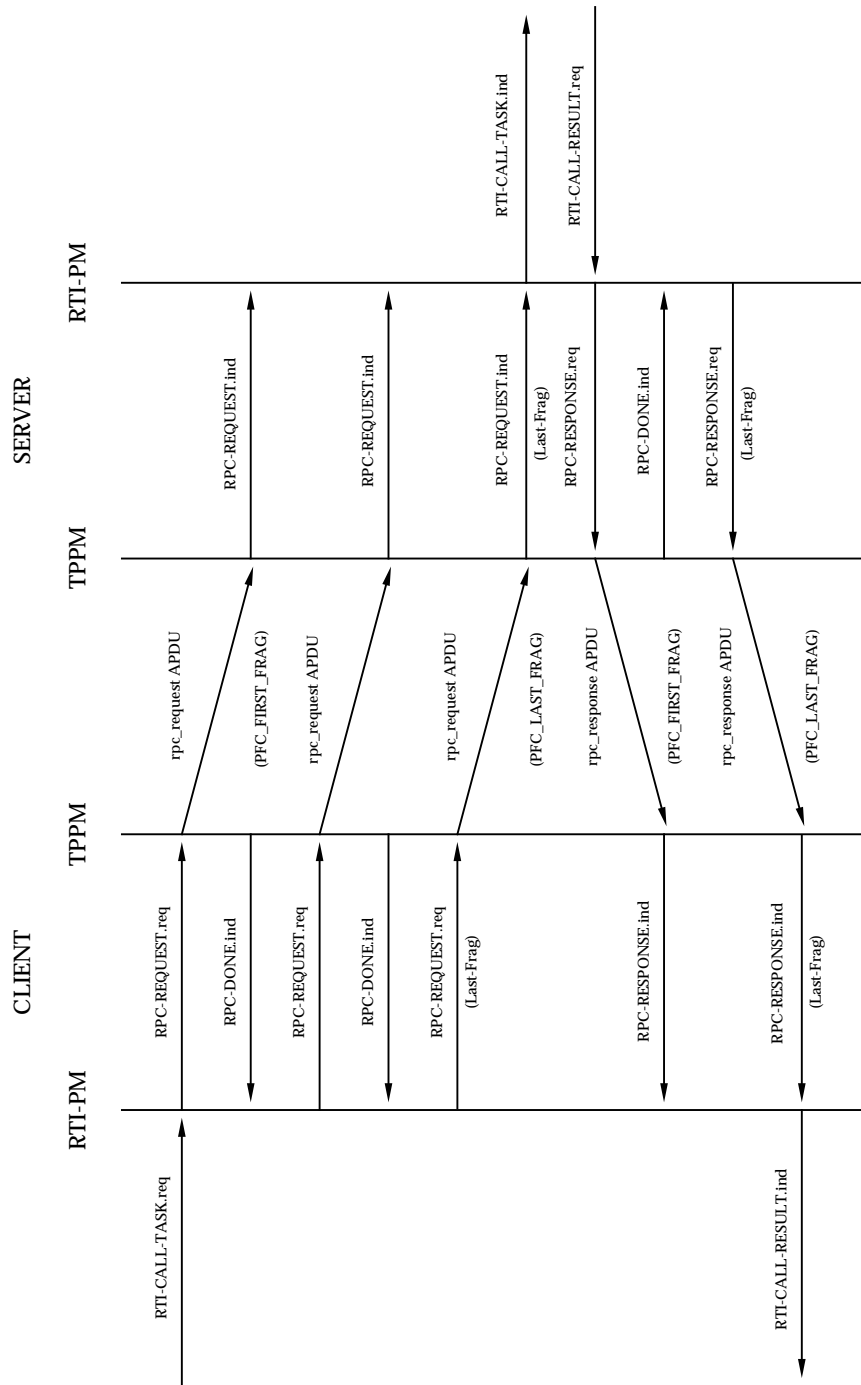 CLIENT
SERVER
RTI-PM
TPPM
TPPM
RTI-PM
RTI-CALL-TASK.req
RPC-REQUEST.req
rpc_request APDU
RPC-DONE.ind
(PFC_FIRST_FRAG)
RPC-REQUEST.ind
RPC-REQUEST.req
rpc_request APDU
RPC-DONE.ind
RPC-REQUEST.ind
RPC-REQUEST.req
(Last-Frag)
rpc_request APDU
(PFC_LAST_FRAG)
RPC-REQUEST.ind
(Last-Frag)
RTI-CALL-TASK.ind
rpc_response APDU
RPC-RESPONSE.req
RTI-CALL-RESULT.req
RPC-RESPONSE.ind
(PFC_FIRST_FRAG)
RPC-DONE.ind
rpc_response APDU
RPC-RESPONSE.req
(Last-Frag)
RTI-CALL-RESULT.ind
RPC-RESPONSE.ind
(Last-Frag)
(PFC_LAST_FRAG)